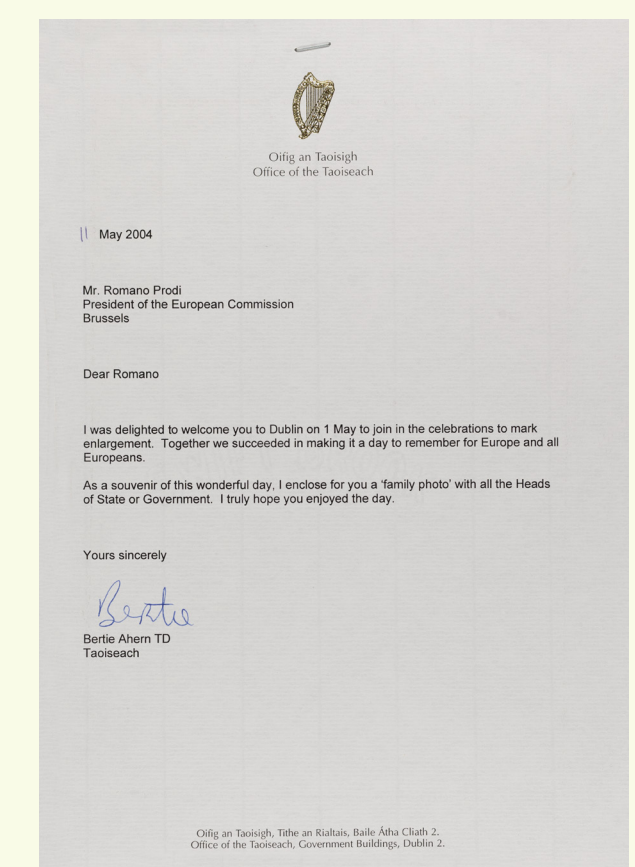 Oifig an Taoisigh
Office of the Taoiseach
11 May 2004
Mr. Romano Prodi
President of the European Commission
Brussels
Dear Romano
I was delighted to welcome you to Dublin on 1 May to join in the celebrations to mark
enlargement. Together we succeeded in making it a day to remember for Europe and all
Europeans.
As a souvenir of this wonderful day, I enclose for you a 'family photo' with all the Heads
of State or Government. I truly hope you enjoyed the day.
Yours sincerely
Bertie
Bertie Ahern TD
Taoiseach
Oifig an Taoisigh, Tithe an Rialtais, Baile Átha Cliath 2.
Office of the Taoiseach, Government Buildings, Dublin 2.